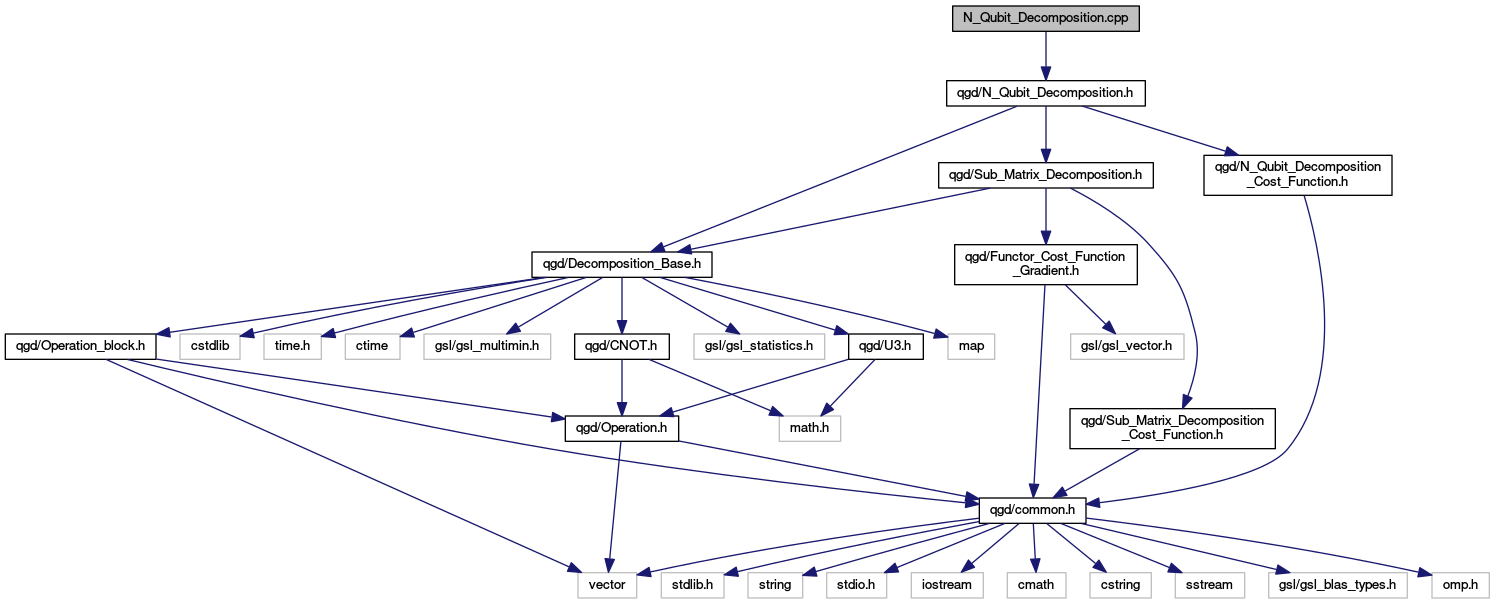 N_Qubit_Decomposition.cpp
qgd/N_Qubit_Decomposition.h
qgd/Sub_Matrix_Decomposition.h
qgd/N_Qubit_Decomposition
_Cost_Function.h
qgd/Decomposition_Base.h
qgd/Functor_Cost_Function
_Gradient.h
qgd/Operation_block.h
cstdlib
time.h
ctime
gsl/gsl_multimin.h
qgd/CNOT.h
gsl/gsl_statistics.h
qgd/U3.h
map
gsl/gsl_vector.h
qgd/Operation.h
math.h
qgd/Sub_Matrix_Decomposition
_Cost_Function.h
qgd/common.h
vector
stdlib.h
string
stdio.h
iostream
cmath
cstring
sstream
gsl/gsl_blas_types.h
omp.h